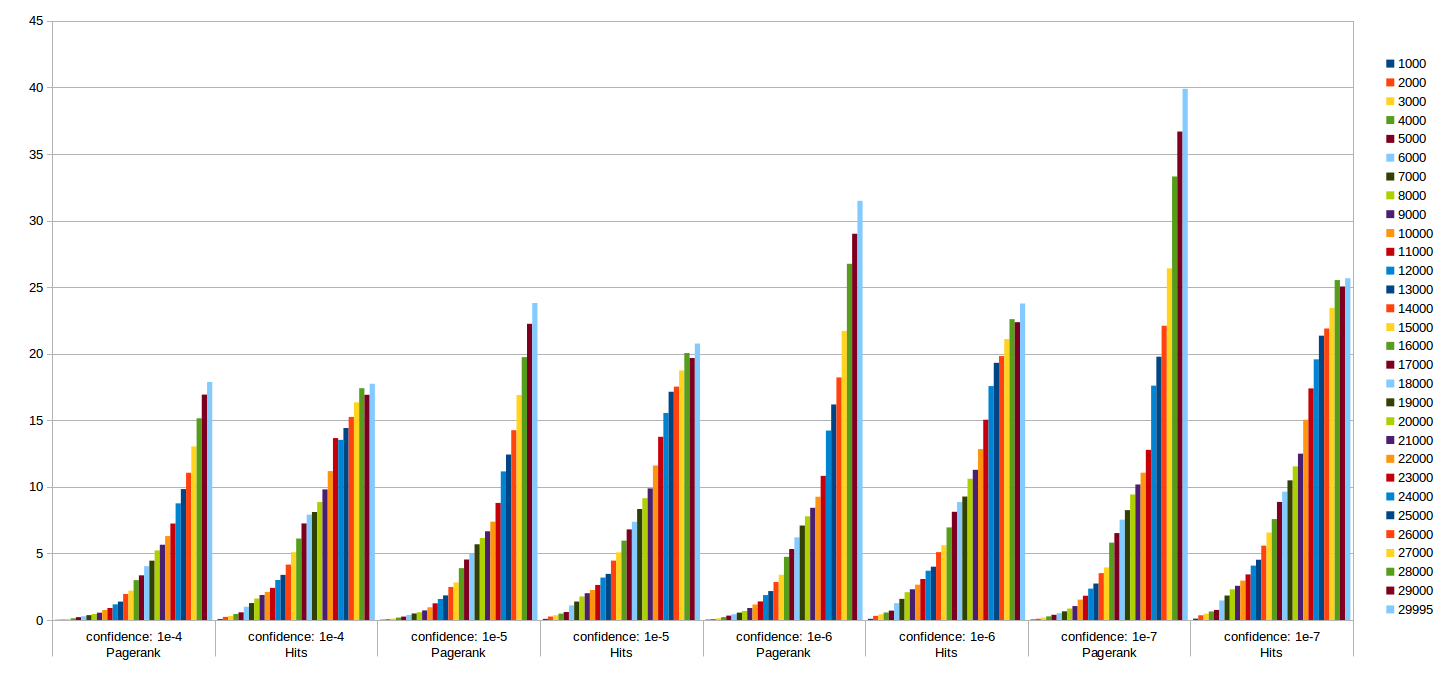 45
40
35
30
25
20
15
10
5
0
confidence: 1e-4
Pagerank
confidence: 1e-4
Hits
confidence: 1e-5
Pagerank
confidence: 1e-5
Hits
confidence: 1e-6
Pagerank
confidence: 1e-6
Hits
confidence: 1e-7
Pagerank
confidence: 1e-7
Hits
1000
2000
3000
4000
5000
6000
7000
8000
9000
10000
11000
12000
13000
14000
15000
16000
17000
18000
19000
20000
21000
22000
23000
24000
25000
26000
27000
28000
29000
29995